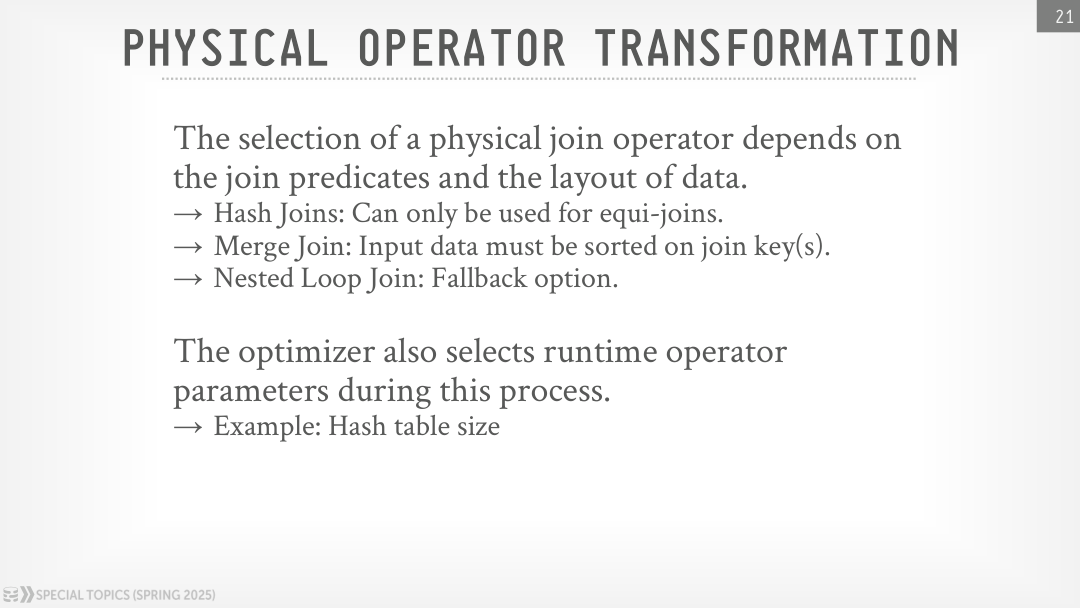 21
PHYSICAL OPERATOR TRANSFORMATION
The selection of a physical join operator depends on
the join predicates and the layout of data.
→ Hash Joins: Can only be used for equi-joins.
→ Merge Join: Input data must be sorted on join key(s).
→ Nested Loop Join: Fallback option.
The optimizer also selects runtime operator
parameters during this process.
→ Example: Hash table size
SPECIAL TOPICS (SPRING 2025)